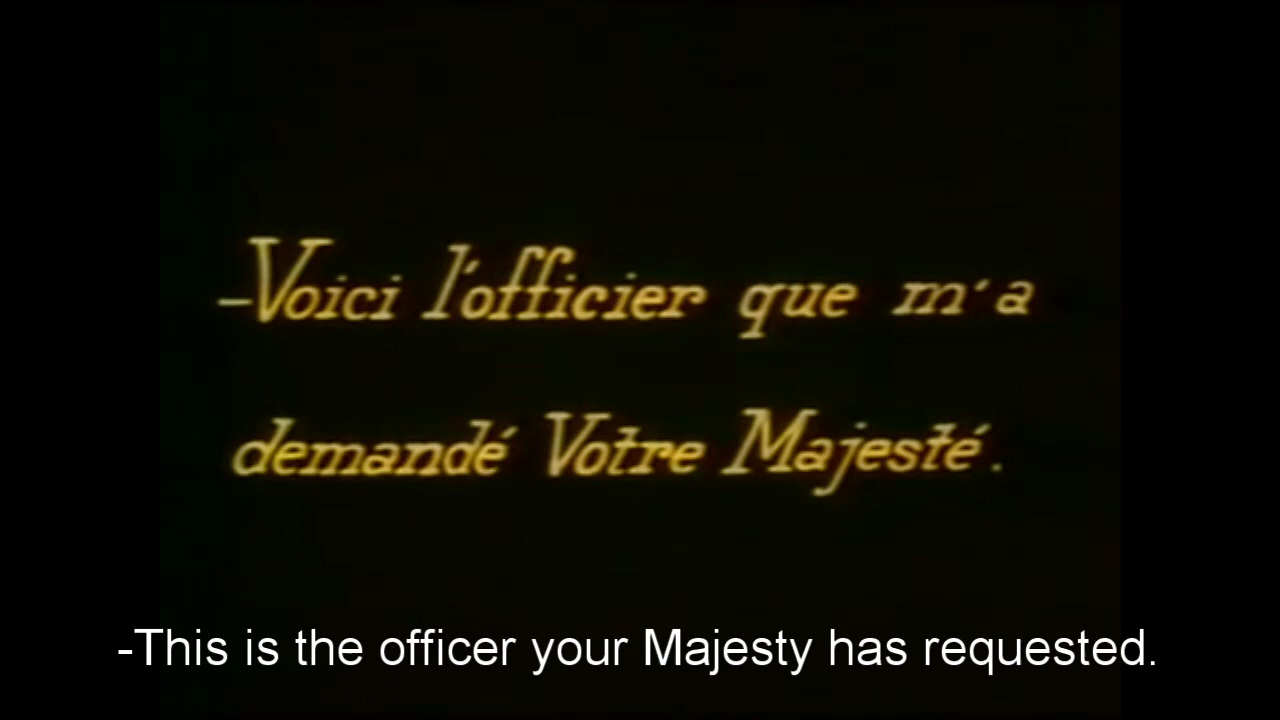 -Voici l'officier que m'a
demandé Votre Majesté.
-This is the officer your Majesty has requested.